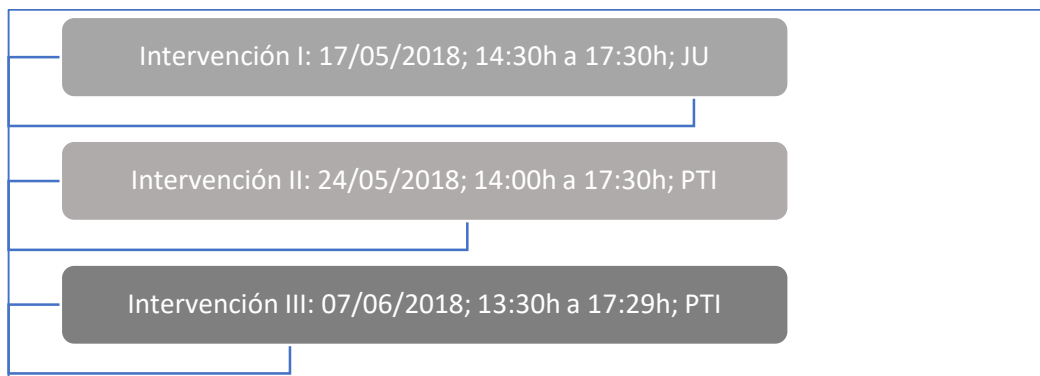 Intervención I: 17/05/2018; 14:30h a 17:30h; JU
Intervención II: 24/05/2018; 14:00h a 17:30h; PTI
Intervención III: 07/06/2018; 13:30h a 17:29h; PTI